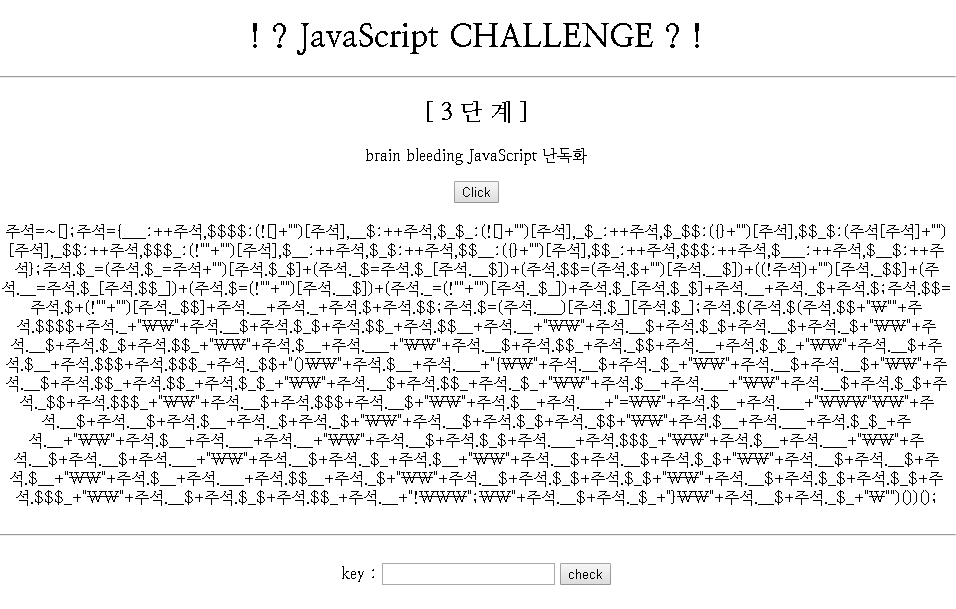 ! ? JavaScript CHALLENGE ? !
[ 3 단 계 ]
brain bleeding JavaScript 난독화
Click
주석=~[];주석={___:++주석,$$$$:(![]+"")[주석],__$:++주석,$_$_:(![]+"")[주석],_$_:++주석,$_$$:({}+"")[주석],$$_$:(주석[주석]+"")
[주석],_$$:++주석,$$$_:(!""+"")[주석],$__:++주석,$_$:++주석,$$__:({}+"")[주석],$$_:++주석,$$$:++주석,$___:++주석,$__$:++주
석};주석.$_=(주석.$_=주석+"")[주석.$_$]+(주석._$=주석.$_[주석.__$])+(주석.$$=(주석.$+"")[주석.__$])+((!주석)+"")[주석._$$]+(주
석.__=주석.$_[주석.$$_])+(주석.$=(!""+"")[주석.__$])+(주석._=(!""+"")[주석._$_])+주석.$_[주석.$_$]+주석.__+주석._$+주석.$;주석.$$=
주석.$+(!""+"")[주석._$$]+주석.__+주석._+주석.$+주석.$$;주석.$=(주석.___)[주석.$_][주석.$_];주석.$(주석.$(주석.$$+"₩""+주
석.$$$$+주석._+"₩₩"+주석.__$+주석.$_$+주석.$$_+주석.$$__+주석.__+"₩₩"+주석.__$+주석.$_$+주석.__$+주석._$+"₩₩"+주
석.__$+주석.$_$+주석.$$_+"₩₩"+주석.$__+주석.___+"₩₩"+주석.__$+주석.$$_+주석._$$+주석.___+주석.$_$_+"₩₩"+주석.__$+주
석.$__+주석.$$$+주석.$$$_+주석._$$+"()₩₩"+주석.$__+주석.___+"{₩₩"+주석.__$+주석._$_+"₩₩"+주석.__$+주석.__$+"₩₩"+주
석.__$+주석.$$_+주석.$$_+주석.$_$_+"₩₩"+주석.__$+주석.$$_+주석._$_+"₩₩"+주석.$__+주석.___+"₩₩"+주석.__$+주석.$_$+주
석._$$+주석.$$$_+"₩₩"+주석.__$+주석.$$$+주석.__$+"₩₩"+주석.$__+주석.___+"=₩₩"+주석.$__+주석.___+"₩₩₩"₩₩"+주
석.__$+주석.__$+주석.$__+주석._$+주석._$+"₩₩"+주석.__$+주석.$_$+주석._$$+"₩₩"+주석.$__+주석.___+주석.$_$_+주
석.__+"₩₩"+주석.$__+주석.___+주석.__+"₩₩"+주석.__$+주석.$_$+주석.___+주석.$$$_+"₩₩"+주석.$__+주석.___+"₩₩"+주
석.__$+주석.__$+주석.___+"₩₩"+주석.__$+주석._$_+주석.$__+"₩₩"+주석.__$+주석.__$+주석.$_$+"₩₩"+주석.__$+주석.__$+주
석.$__+"₩₩"+주석.$__+주석.___+주석.$$__+주석._$+"₩₩"+주석.__$+주석.$_$+주석.$_$+"₩₩"+주석.__$+주석.$_$+주석.$_$+주
석.$$$_+"₩₩"+주석.__$+주석.$_$+주석.$$_+주석.__+"!₩₩₩";₩₩"+주석.__$+주석._$_+"}₩₩"+주석.__$+주석._$_+"₩"")())();
key : check